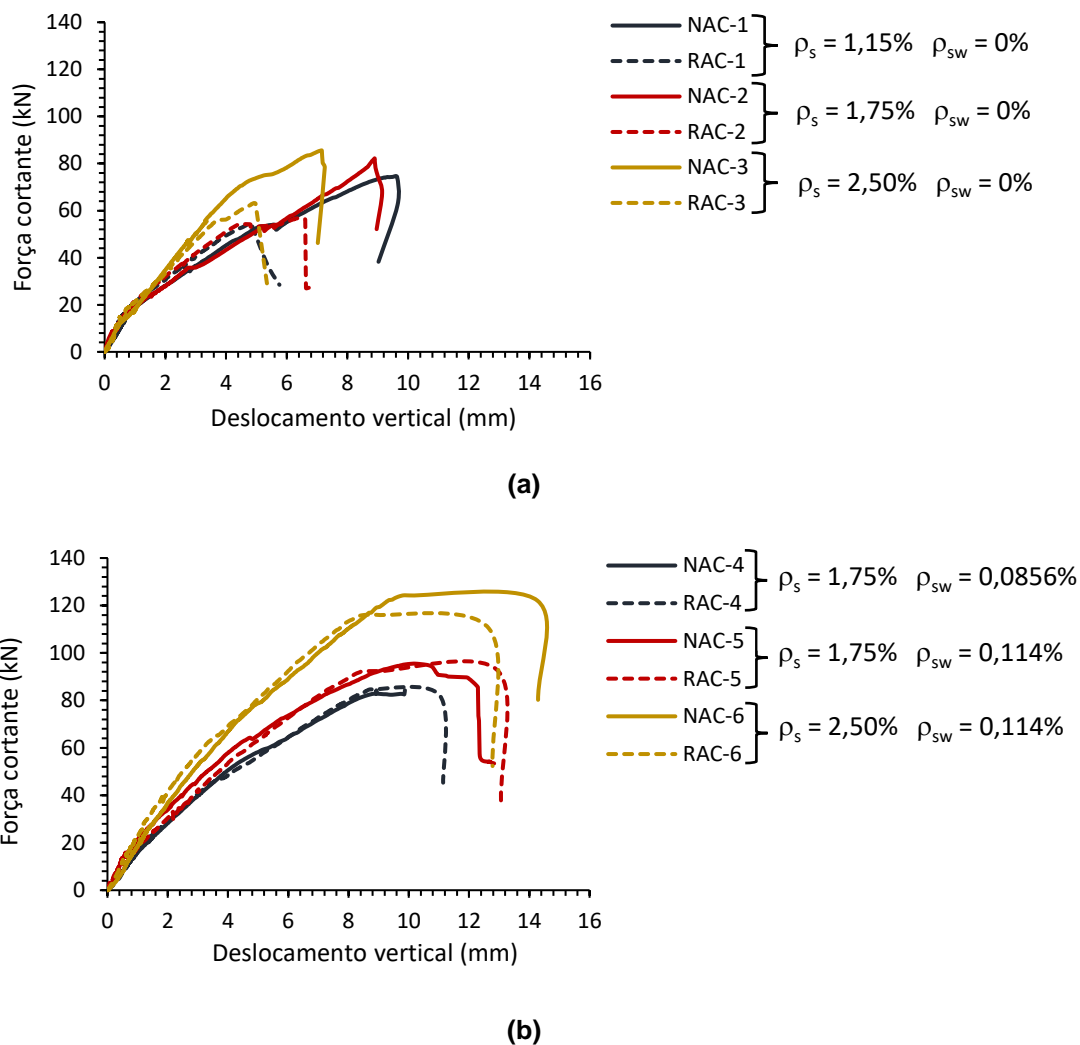 Força cortante (kN)
140
120
100
80
60
40
20
0
0 2 4 6 8 10 12 14 16
Deslocamento vertical (mm)
NAC-1
RAC-1
ρs = 1,15% ρsw = 0%
NAC-2
RAC-2
ρs = 1,75% ρsw = 0%
NAC-3
RAC-3
ρs = 2,50% ρsw = 0%
(a)
Força cortante (kN)
140
120
100
80
60
40
20
0
0 2 4 6 8 10 12 14 16
Deslocamento vertical (mm)
NAC-4
RAC-4
ρs = 1,75% ρsw = 0,0856%
NAC-5
RAC-5
ρs = 1,75% ρsw = 0,114%
NAC-6
RAC-6
ρs = 2,50% ρsw = 0,114%
(b)